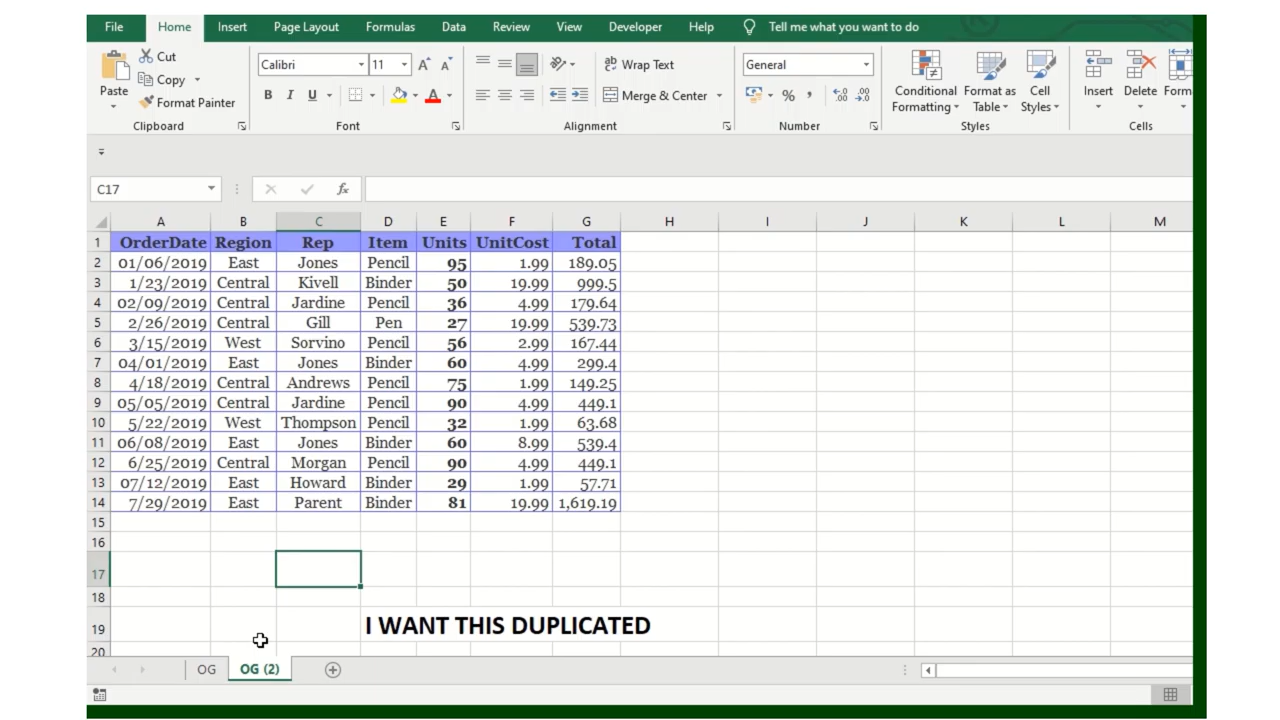 File Home Insert Page Layout Formulas Data Review View Developer Help Tell me what you want to do
Cut
Copy
Format Painter
Paste
Calibri 11 A A
B I U A
Wrap Text
Merge & Center
General
% , .00 .00
Conditional Formatting
Format as Table
Cell Styles
Insert Delete Form
Clipboard Font Alignment Number Styles Cells
C17 fx
A B C D E F G H I J K L M
1 OrderDate Region Rep Item Units UnitCost Total
2 01/06/2019 East Jones Pencil 95 1.99 189.05
3 1/23/2019 Central Kivell Binder 50 19.99 999.5
4 02/09/2019 Central Jardine Pencil 36 4.99 179.64
5 2/26/2019 Central Gill Pen 27 19.99 539.73
6 3/15/2019 West Sorvino Pencil 56 2.99 167.44
7 04/01/2019 East Jones Binder 60 4.99 299.4
8 4/18/2019 Central Andrews Pencil 75 1.99 149.25
9 05/05/2019 Central Jardine Pencil 90 4.99 449.1
10 5/22/2019 West Thompson Pencil 32 1.99 63.68
11 06/08/2019 East Jones Binder 60 8.99 539.4
12 6/25/2019 Central Morgan Pencil 90 4.99 449.1
13 07/12/2019 East Howard Binder 29 1.99 57.71
14 7/29/2019 East Parent Binder 81 19.99 1,619.19
15
16
17
18
19 I WANT THIS DUPLICATED
20
OG OG (2)